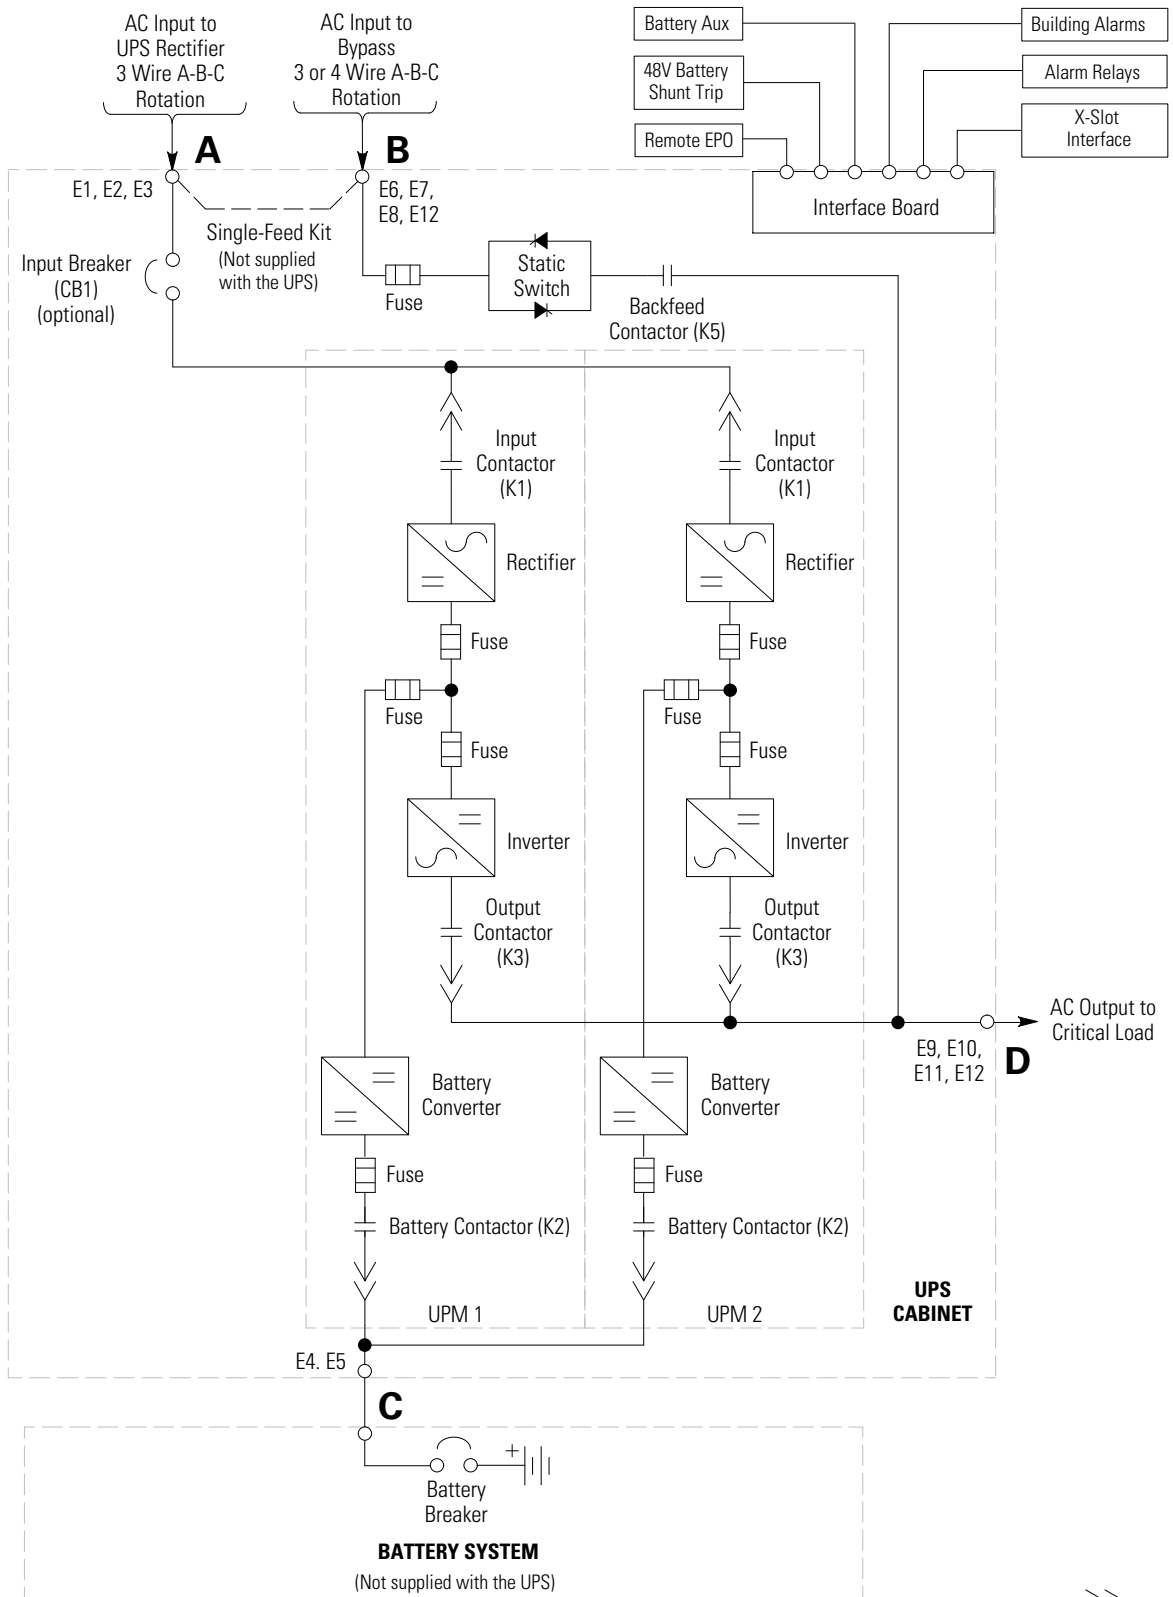 AC Input to
UPS Rectifier
3 Wire A-B-C
Rotation
AC Input to
Bypass
3 or 4 Wire A-B-C
Rotation
Battery Aux
48V Battery
Shunt Trip
Remote EPO
Building Alarms
Alarm Relays
X-Slot
Interface
Interface Board
A
B
E1, E2, E3
E6, E7,
E8, E12
Single-Feed Kit
(Not supplied
with the UPS)
Input Breaker
(CB1)
(optional)
Fuse
Static
Switch
Backfeed
Contactor (K5)
Input
Contactor
(K1)
Input
Contactor
(K1)
Rectifier
Rectifier
Fuse
Fuse
Fuse
Fuse
Fuse
Fuse
Inverter
Inverter
Output
Contactor
(K3)
Output
Contactor
(K3)
AC Output to
Critical Load
E9, E10,
E11, E12
D
Battery
Converter
Battery
Converter
Fuse
Fuse
Battery Contactor (K2)
Battery Contactor (K2)
UPM 1
UPM 2
UPS
CABINET
E4. E5
C
+
Battery
Breaker
BATTERY SYSTEM
(Not supplied with the UPS)